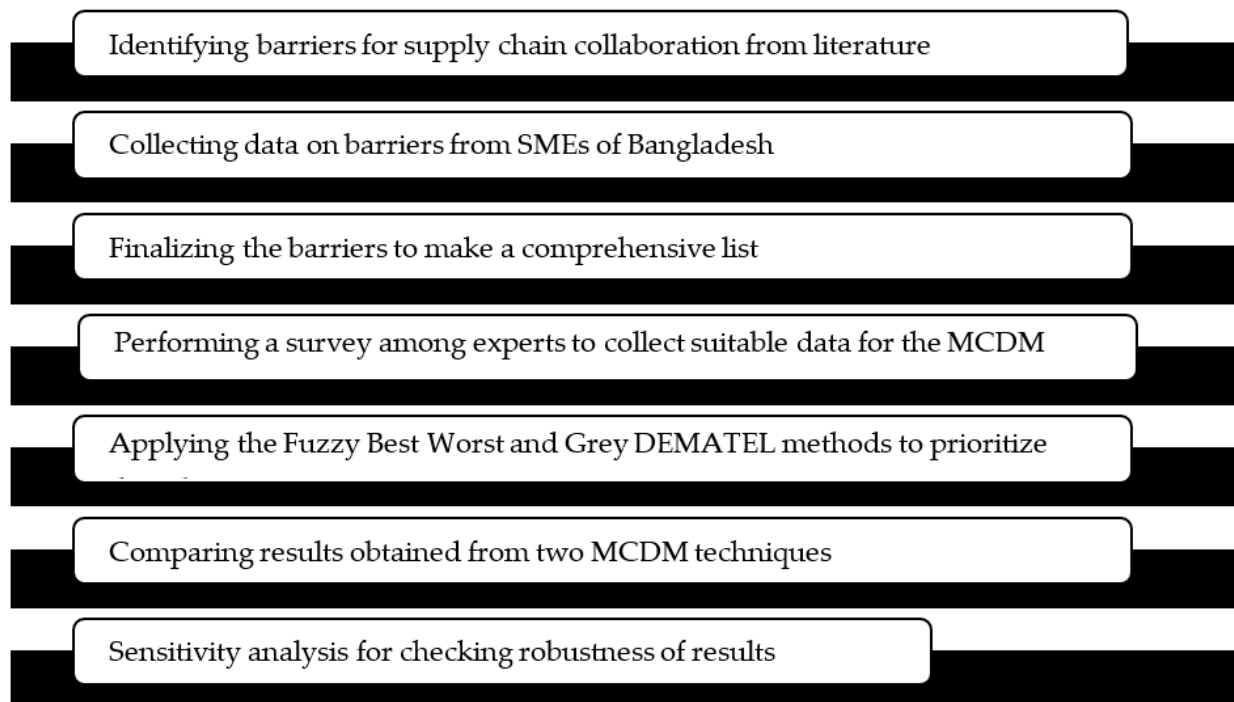 Identifying barriers for supply chain collaboration from literature
Collecting data on barriers from SMEs of Bangladesh
Finalizing the barriers to make a comprehensive list
Performing a survey among experts to collect suitable data for the MCDM
Applying the Fuzzy Best Worst and Grey DEMATEL methods to prioritize
Comparing results obtained from two MCDM techniques
Sensitivity analysis for checking robustness of results